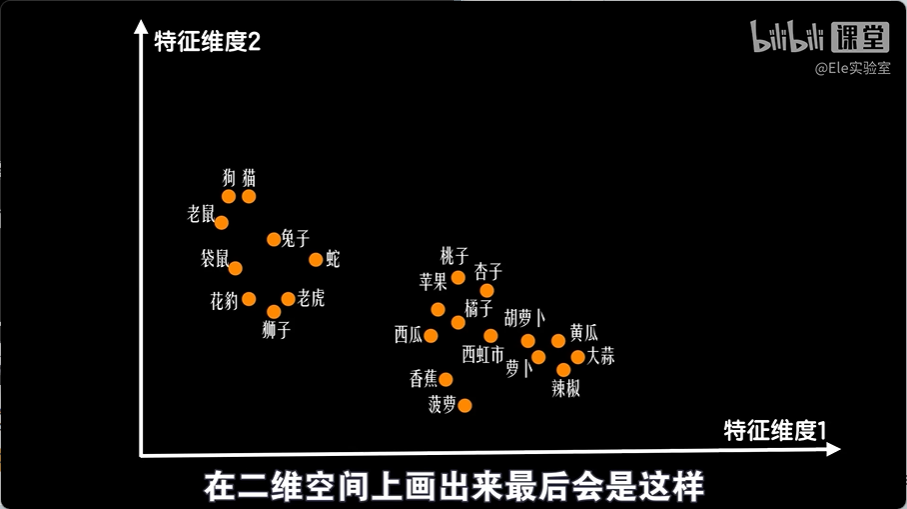 特征维度2
bilibili 课堂
@Ele实验室
狗 猫
老鼠
兔子
袋鼠
蛇
花豹
老虎
狮子
桃子
杏子
苹果
橘子
胡萝卜
西瓜
黄瓜
西虹市
大蒜
萝卜
香蕉
辣椒
菠萝
特征维度1
在二维空间上画出来最后会是这样